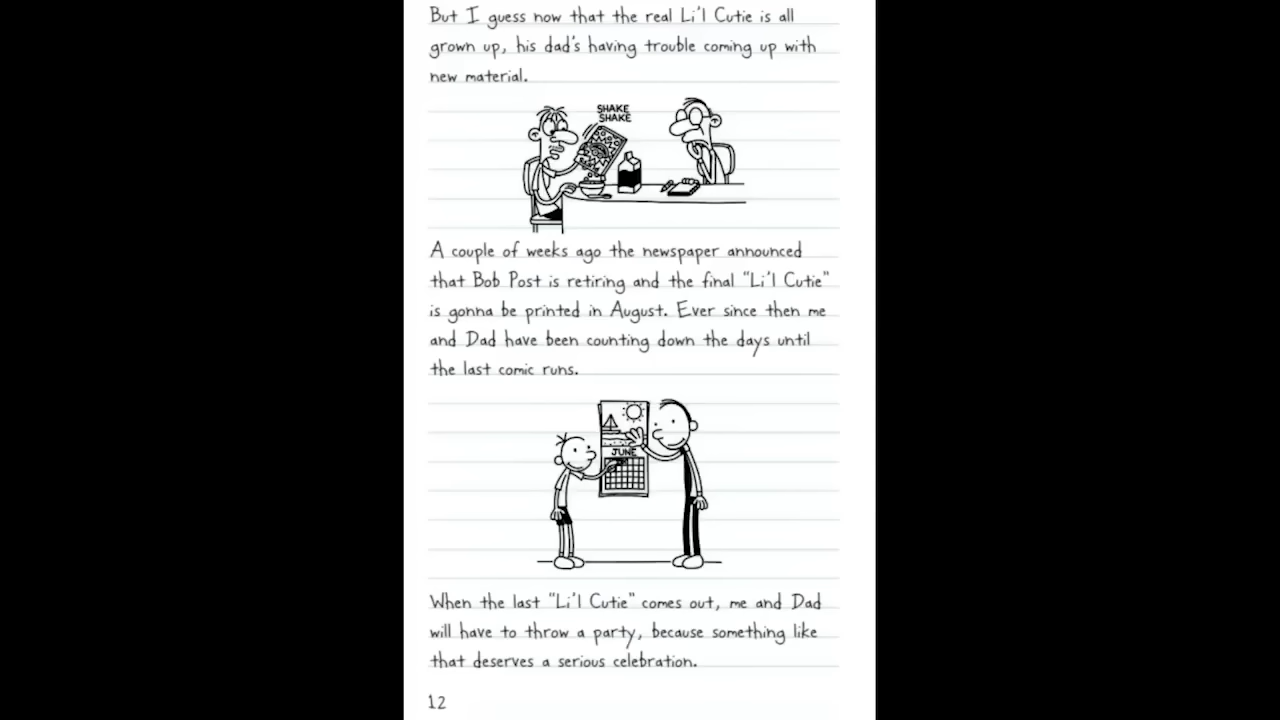 But I guess now that the real Li'l Cutie is all
grown up, his dad's having trouble coming up with
new material.
SHAKE
SHAKE
A couple of weeks ago the newspaper announced
that Bob Post is retiring and the final "Li'l Cutie"
is gonna be printed in August. Ever since then me
and Dad have been counting down the days until
the last comic runs.
JUNE
When the last "Li'l Cutie" comes out, me and Dad
will have to throw a party, because something like
that deserves a serious celebration.
12